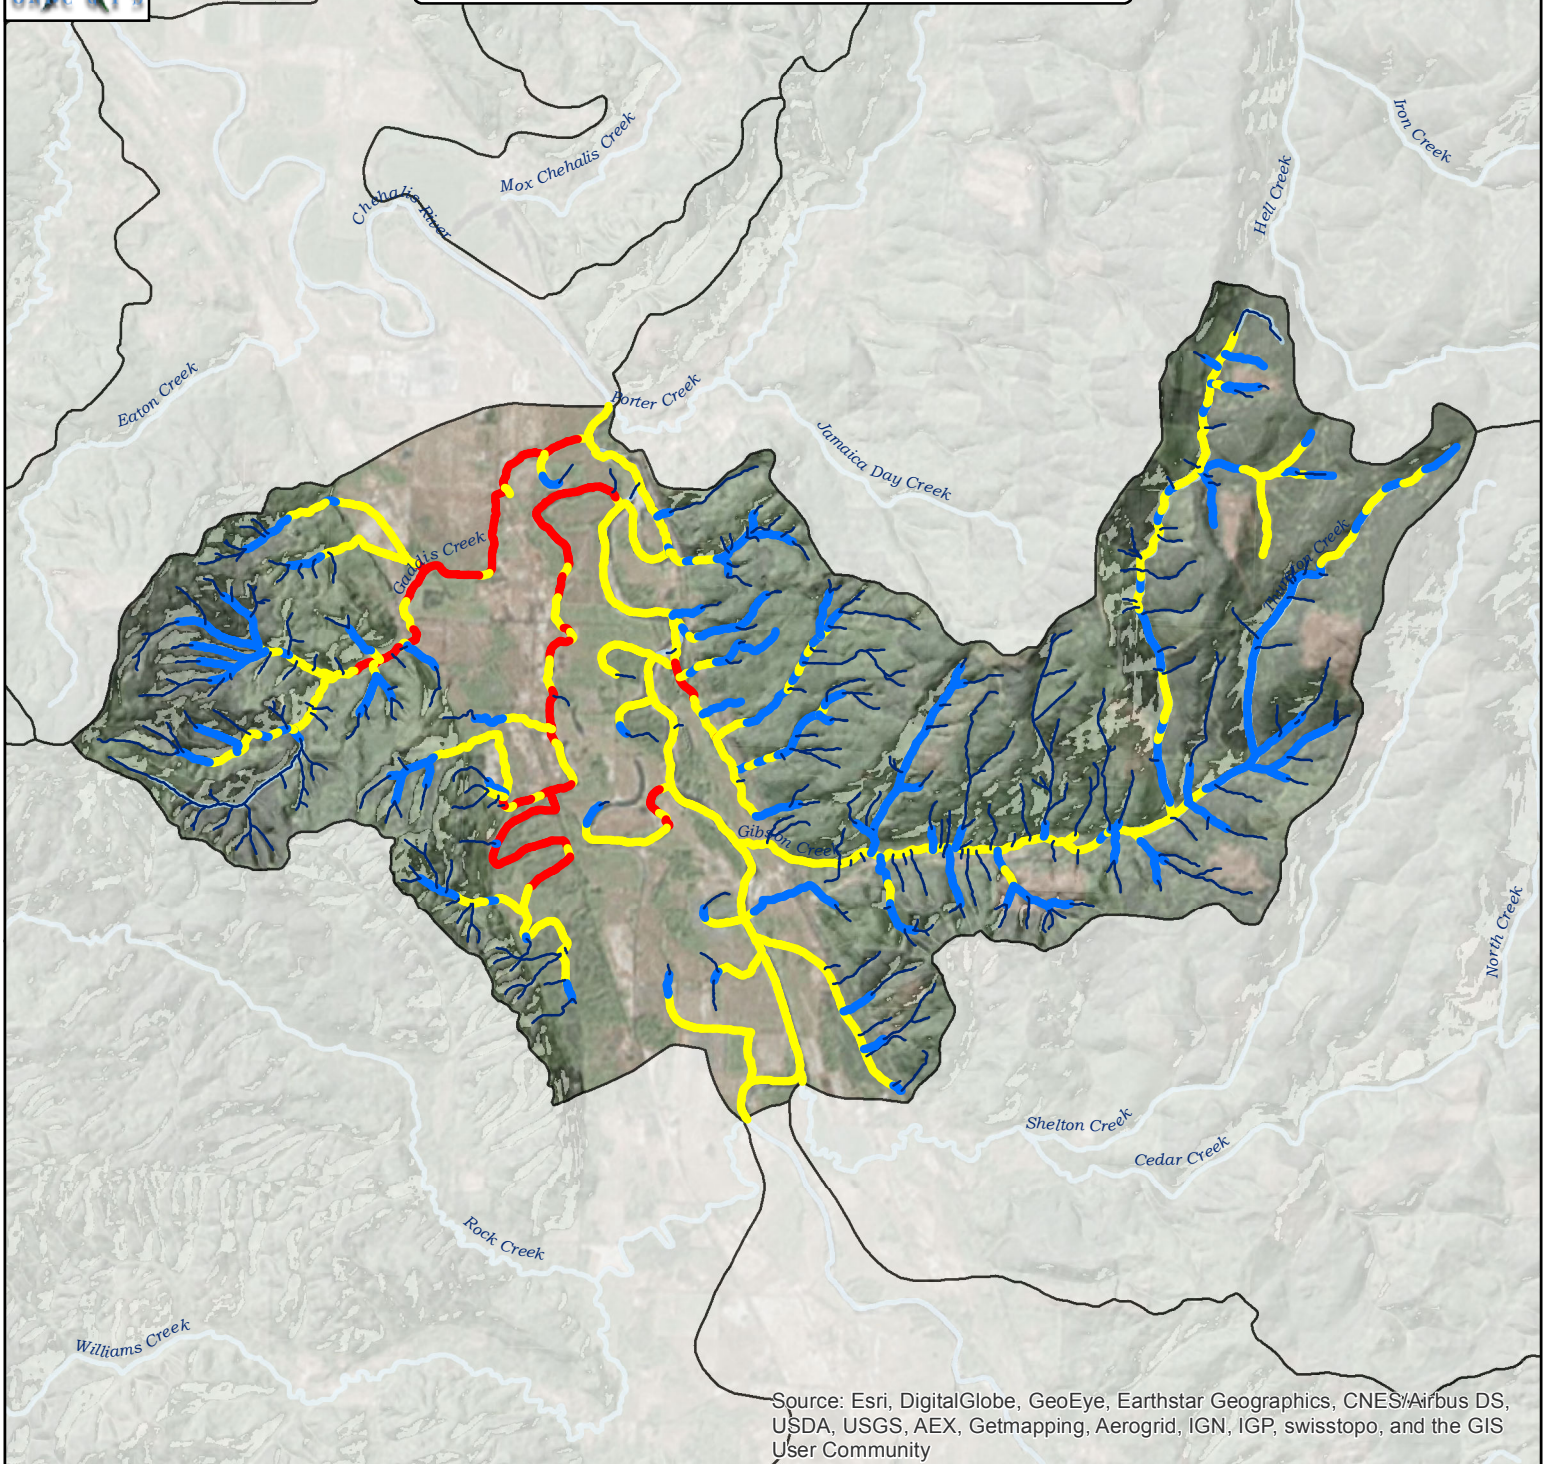 Iron Creek
Mox Chehalis Creek
Hell Creek
Chehalis River
Eaton Creek
Porter Creek
Jamaica Day Creek
Gaddis Creek
Gibson Creek
North Creek
Shelton Creek
Cedar Creek
Rock Creek
Williams Creek
Source: Esri, DigitalGlobe, GeoEye, Earthstar Geographics, CNES/Airbus DS,
USDA, USGS, AEX, Getmapping, Aerogrid, IGN, IGP, swisstopo, and the GIS
User Community